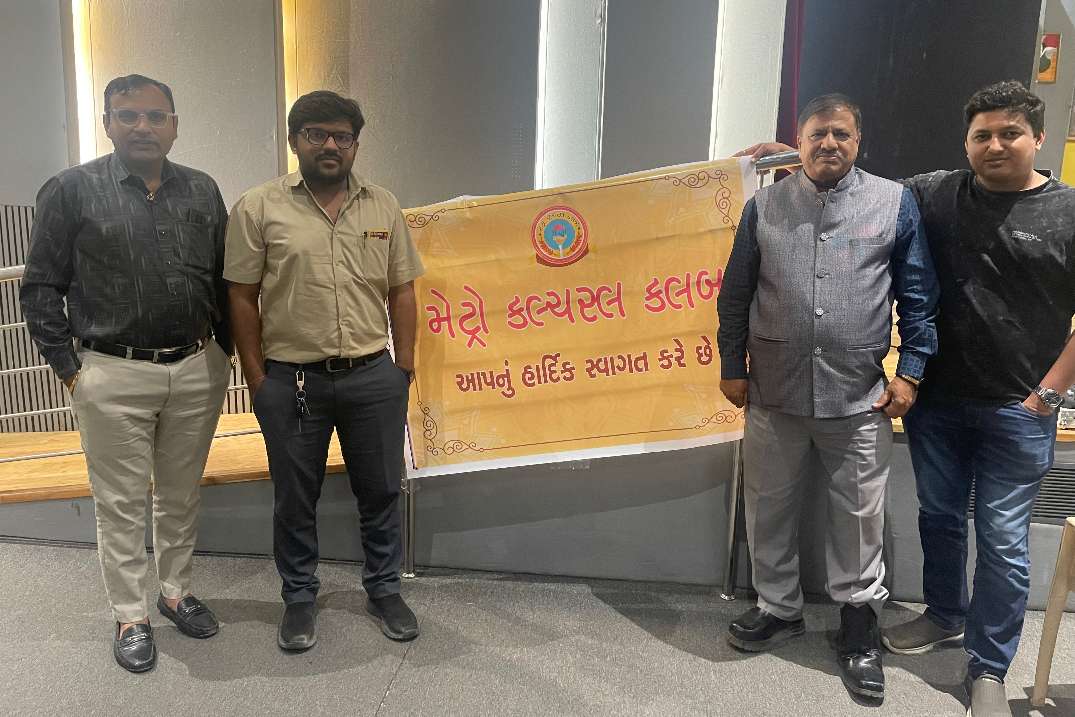 મેટ્રો કલ્ચરલ કલબ
આપનું હાર્દિક સ્વાગત કરે છે